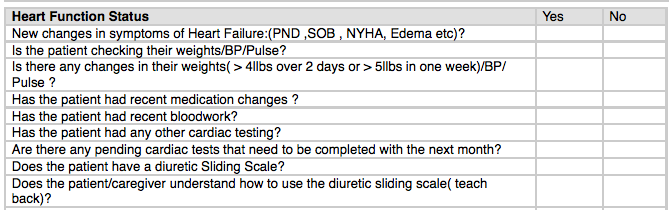 Heart Function Status Yes No
New changes in symptoms of Heart Failure:(PND ,SOB , NYHA, Edema etc)?
Is the patient checking their weights/BP/Pulse?
Is there any changes in their weights( > 4llbs over 2 days or > 5llbs in one week)/BP/
Pulse ?
Has the patient had recent medication changes ?
Has the patient had recent bloodwork?
Has the patient had any other cardiac testing?
Are there any pending cardiac tests that need to be completed with the next month?
Does the patient have a diuretic Sliding Scale?
Does the patient/caregiver understand how to use the diuretic sliding scale( teach
back)?